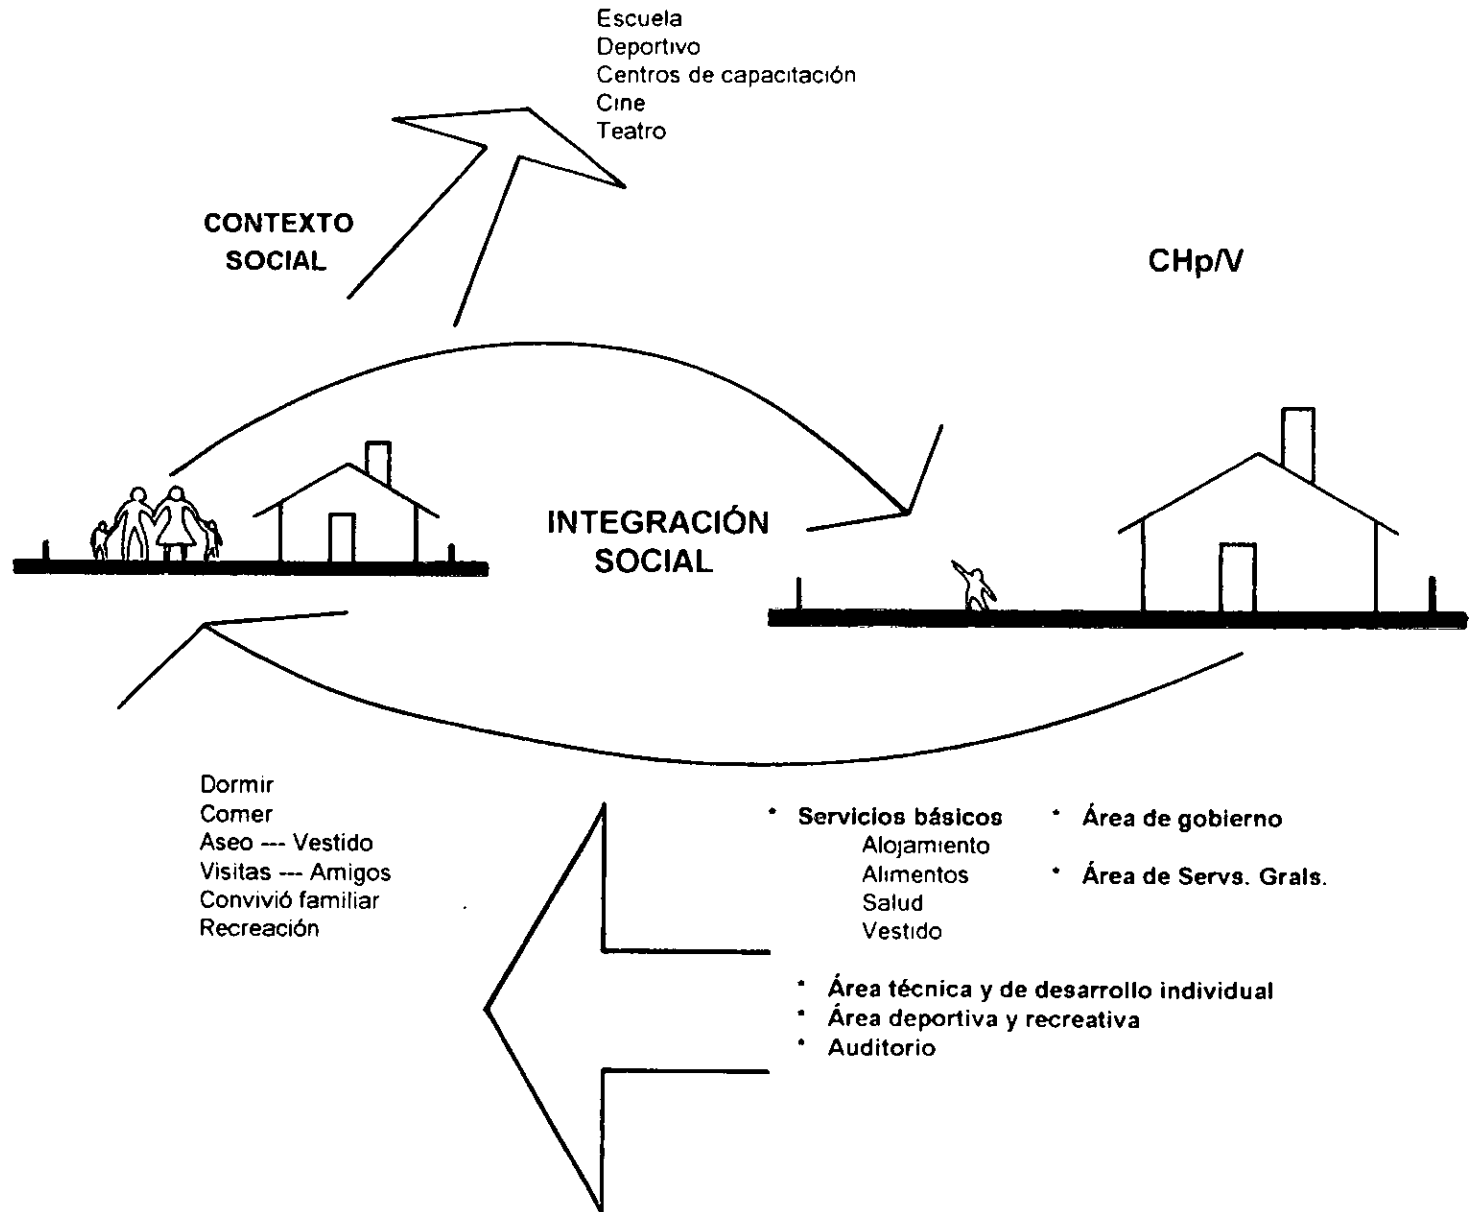 Escuela
Deportivo
Centros de capacitación
Cine
Teatro
CONTEXTO
SOCIAL
CHp/V
INTEGRACIÓN
SOCIAL
Dormir
Comer
Aseo --- Vestido
Visitas --- Amigos
Convivió familiar
Recreación
* Servicios básicos
Alojamiento
Alimentos
Salud
Vestido
* Área de gobierno
* Área de Servs. Grals.
* Área técnica y de desarrollo individual
* Área deportiva y recreativa
* Auditorio